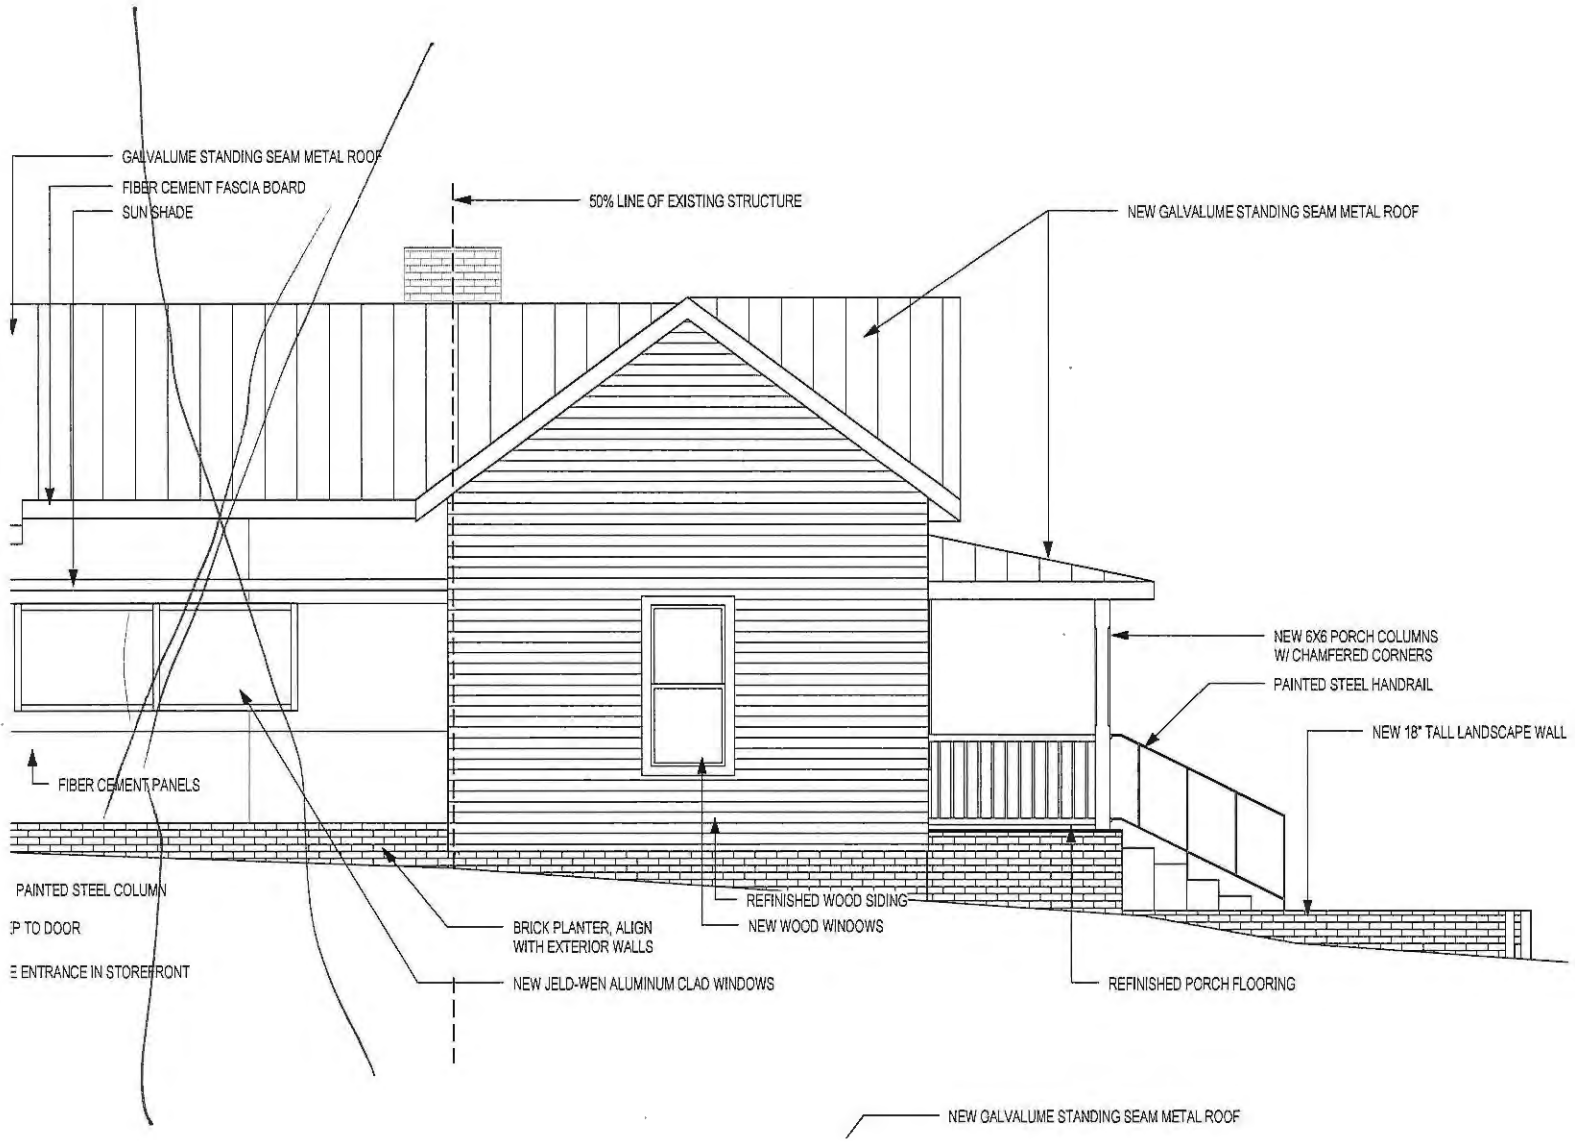 GALVALUME STANDING SEAM METAL ROOF
FIBER CEMENT FASCIA BOARD
SUN SHADE
50% LINE OF EXISTING STRUCTURE
NEW GALVALUME STANDING SEAM METAL ROOF
NEW 6X6 PORCH COLUMNS
W/ CHAMFERED CORNERS
PAINTED STEEL HANDRAIL
NEW 18" TALL LANDSCAPE WALL
FIBER CEMENT PANELS
PAINTED STEEL COLUMN
P TO DOOR
E ENTRANCE IN STOREFRONT
BRICK PLANTER, ALIGN
WITH EXTERIOR WALLS
NEW JELD-WEN ALUMINUM CLAD WINDOWS
REFINISHED WOOD SIDING
NEW WOOD WINDOWS
REFINISHED PORCH FLOORING
NEW GALVALUME STANDING SEAM METAL ROOF